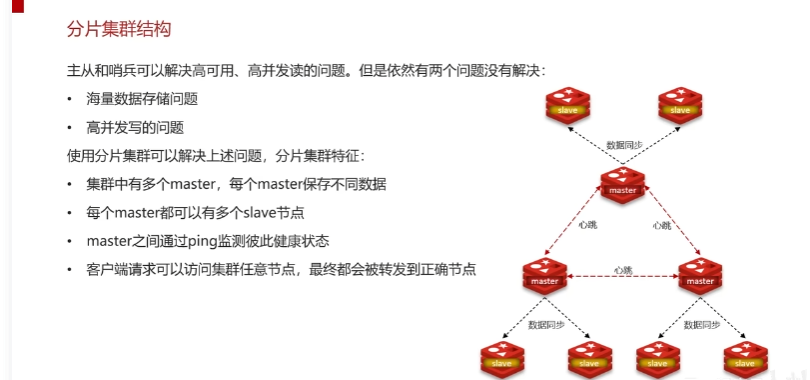 分片集群结构
主从和哨兵可以解决高可用、高并发读的问题。但是依然有两个问题没有解决：
• 海量数据存储问题
• 高并发写的问题
使用分片集群可以解决上述问题，分片集群特征：
• 集群中有多个master，每个master保存不同数据
• 每个master都可以有多个slave节点
• master之间通过ping监测彼此健康状态
• 客户端请求可以访问集群任意节点，最终都会被转发到正确节点
slave slave
数据同步
master
心跳 心跳
心跳
master master
数据同步 数据同步
slave slave slave slave